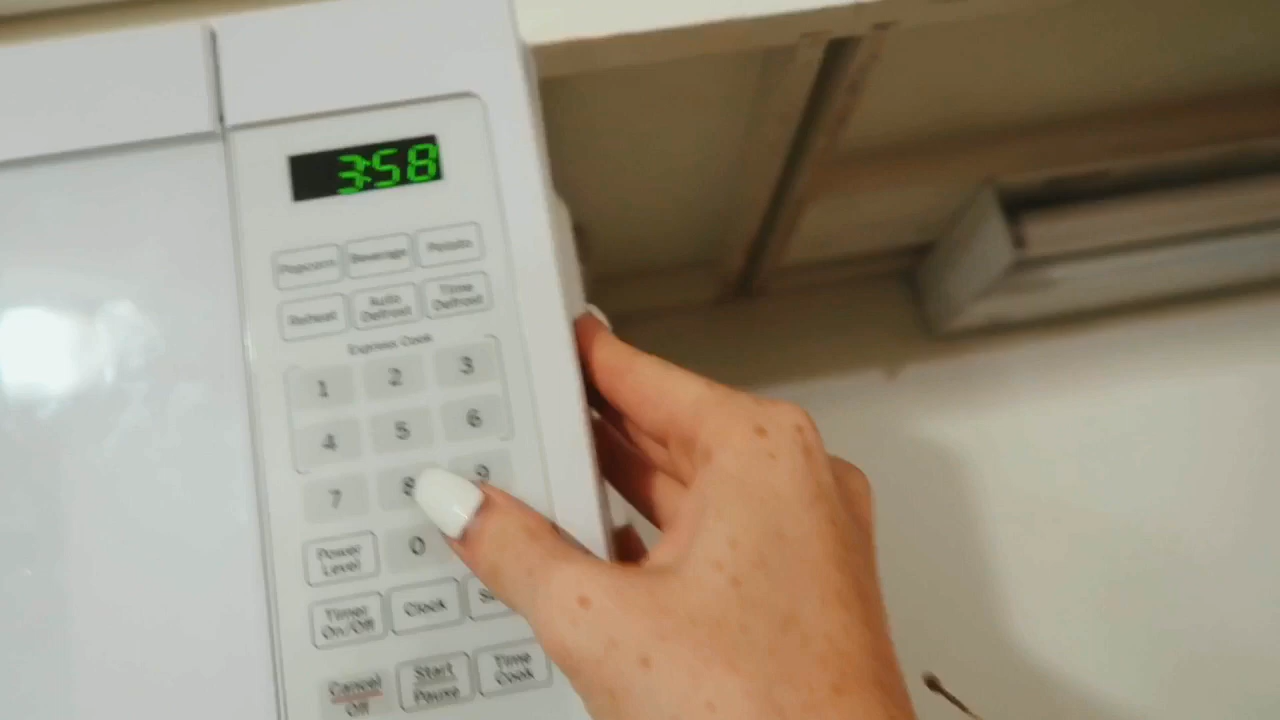 3:58
Popcorn Beverage Potato
Reheat Auto Defrost Time Defrost
Express Cook
1 2 3
4 5 6
7 8 9
Power Level 0
Timer On/Off Clock
Cancel Off Start Pause Time Cook